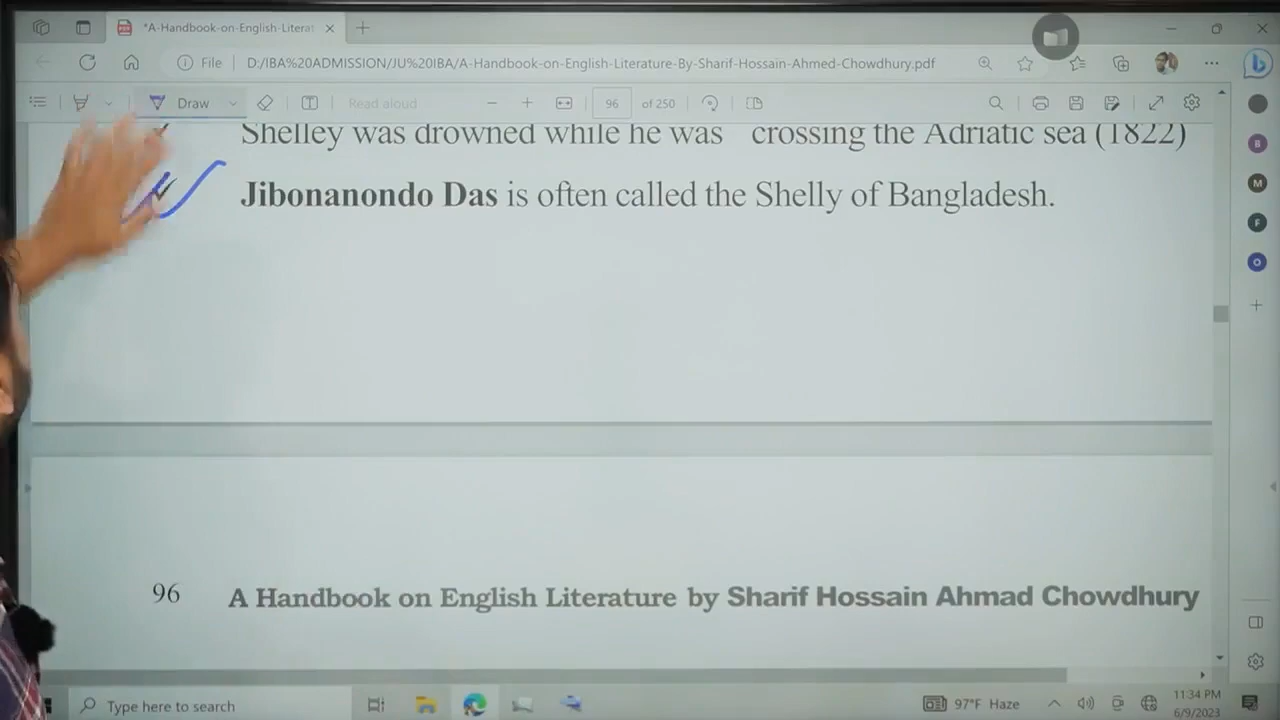 *A-Handbook-on-English-Literat
File
D:/IBA%20ADMISSION/JU%20IBA/A-Handbook-on-English-Literature-By-Sharif-Hossain-Ahmed-Chowdhury.pdf
Draw
Read aloud
96 of 250
Shelley was drowned while he was crossing the Adriatic sea (1822)
Jibonanondo Das is often called the Shelly of Bangladesh.
96 A Handbook on English Literature by Sharif Hossain Ahmad Chowdhury
Type here to search
97°F Haze
11:34 PM
6/9/2023
B
M
F
O